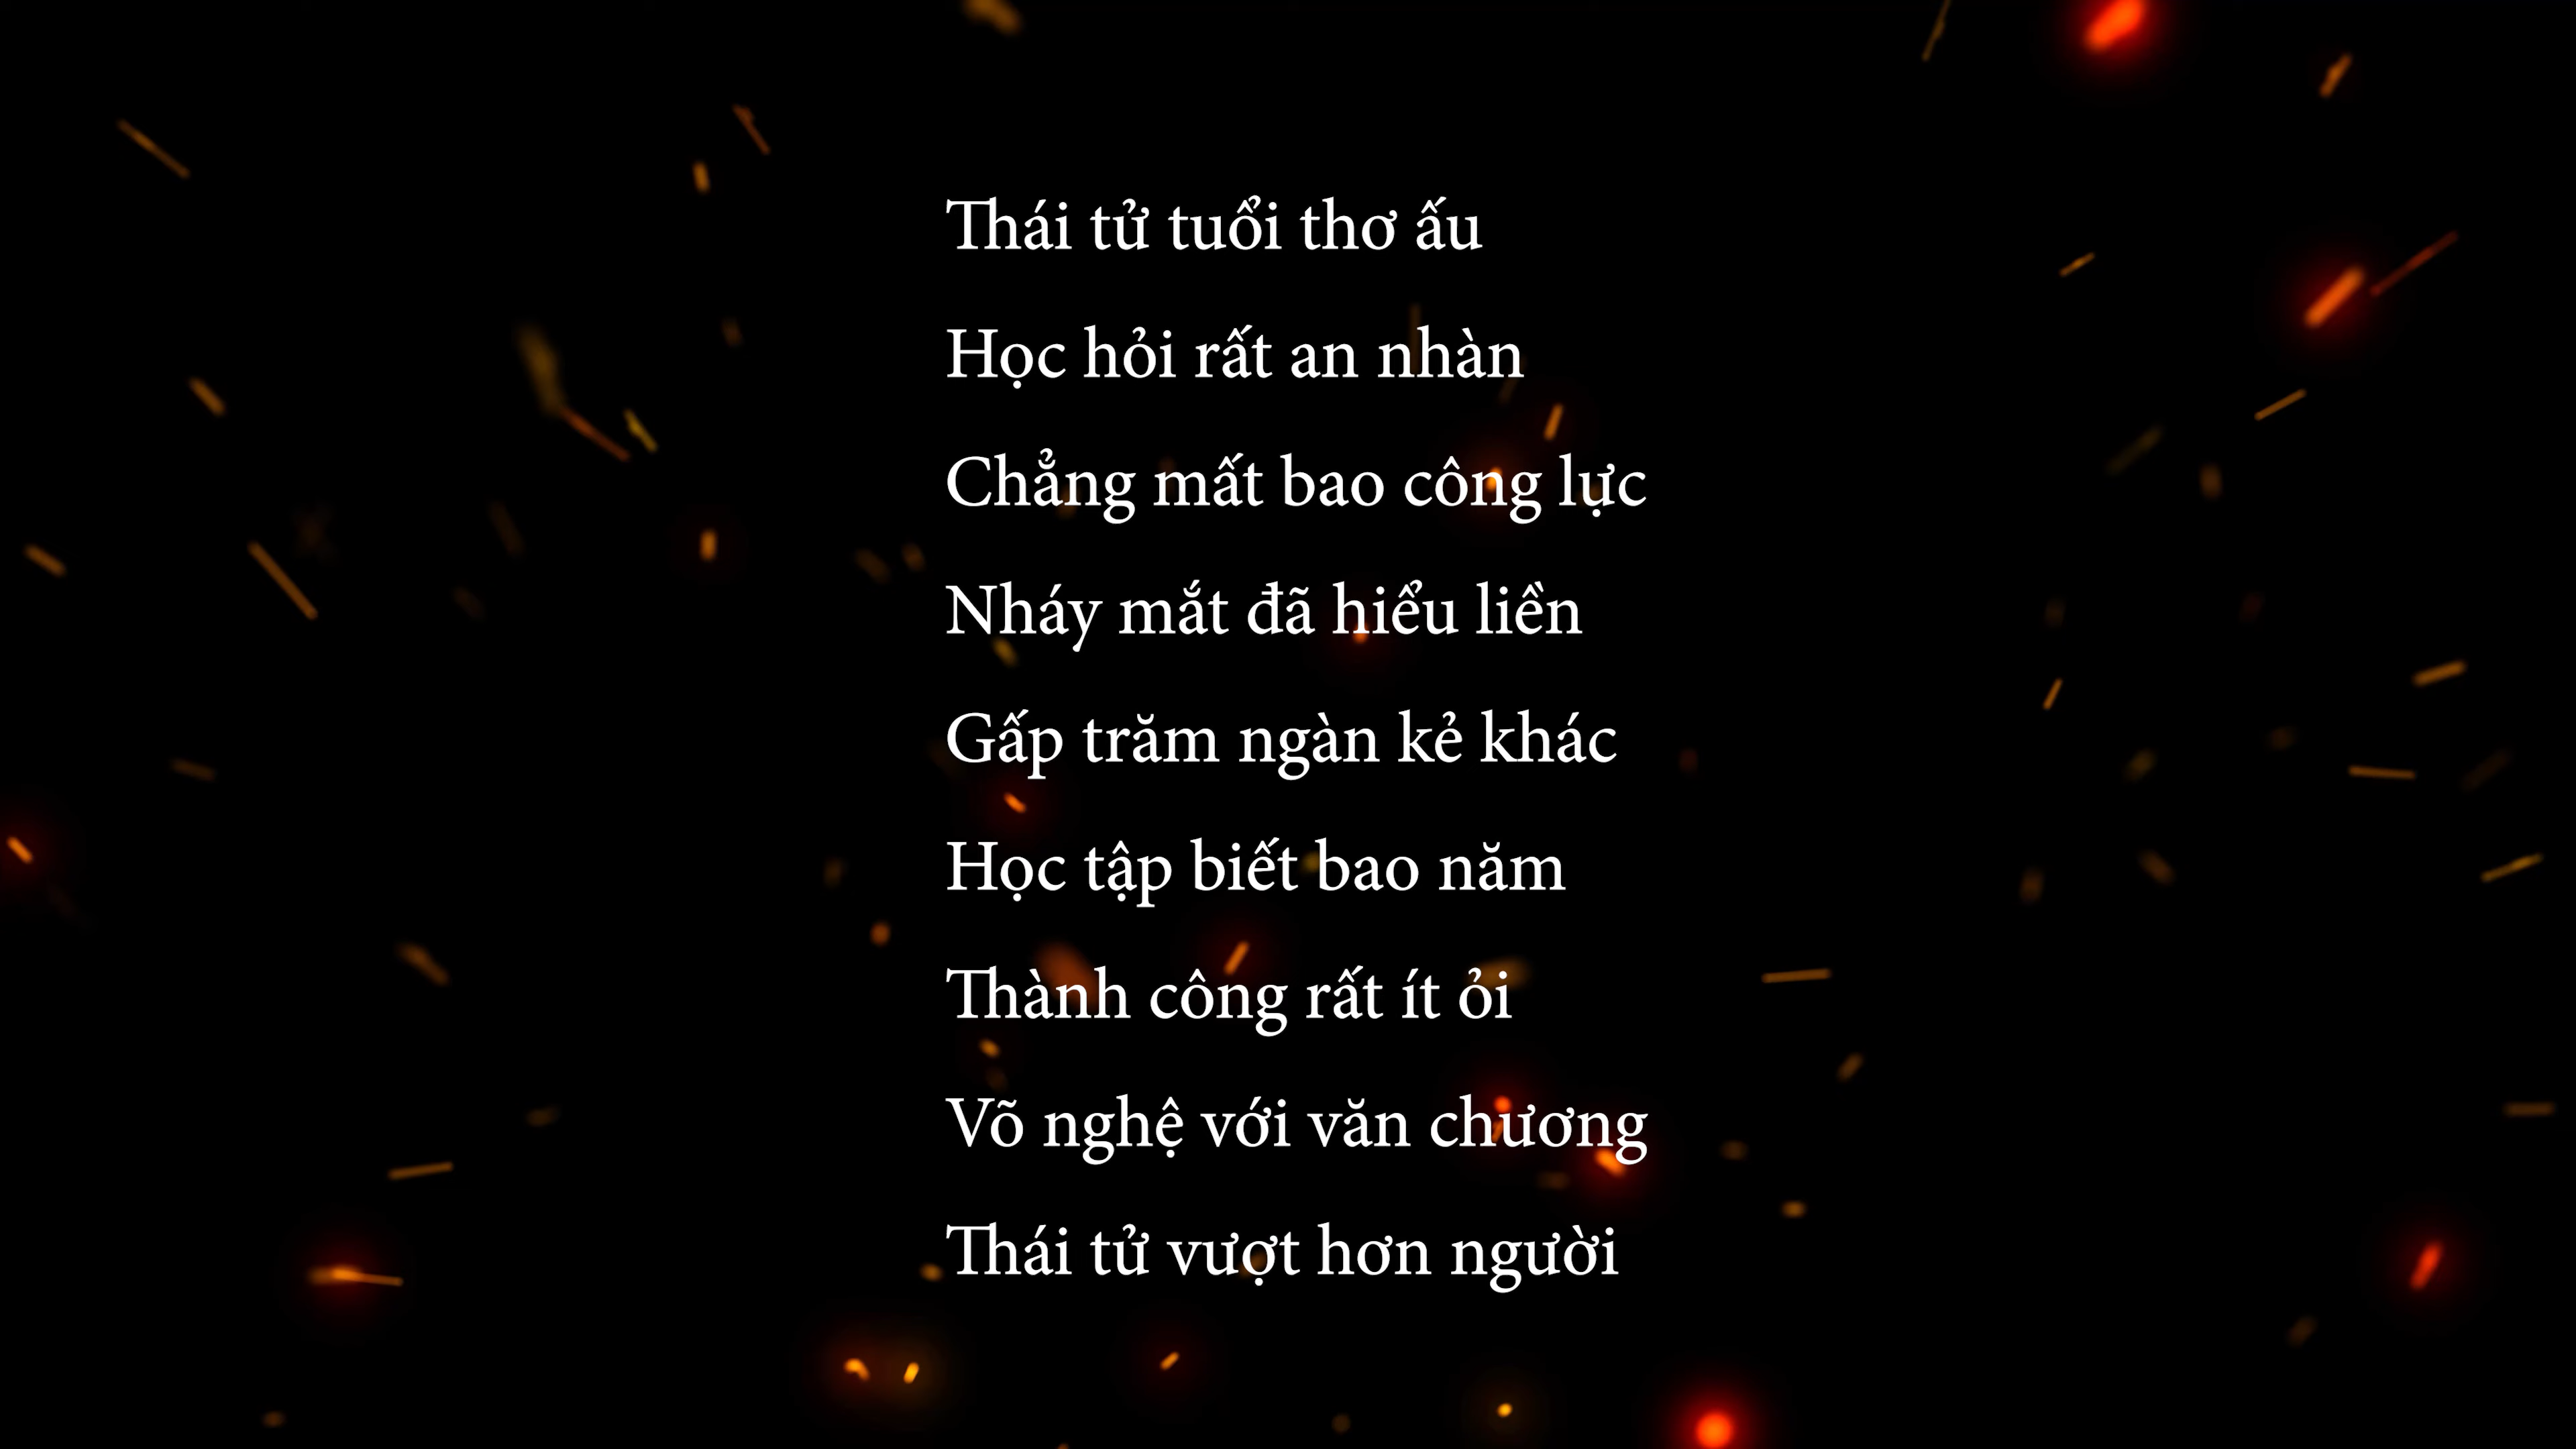 Thái tử tuổi thơ ấu
Học hỏi rất an nhàn
Chẳng mất bao công lực
Nháy mắt đã hiểu liền
Gấp trăm ngàn kẻ khác
Học tập biết bao năm
Thành công rất ít ỏi
Võ nghệ với văn chương
Thái tử vượt hơn người